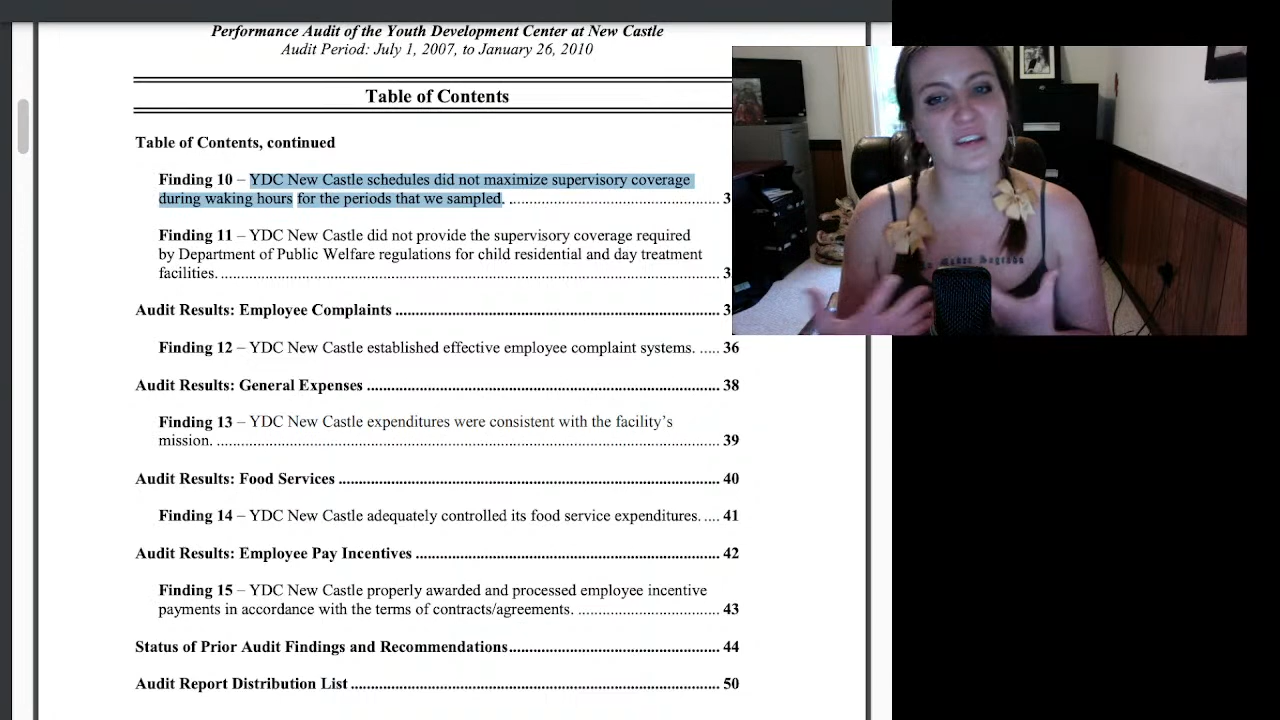 Performance Audit of the Youth Development Center at New Castle
Audit Period: July 1, 2007, to January 26, 2010
Table of Contents
Table of Contents, continued
Finding 10 – YDC New Castle schedules did not maximize supervisory coverage
during waking hours for the periods that we sampled. ..................................................... 3
Finding 11 – YDC New Castle did not provide the supervisory coverage required
by Department of Public Welfare regulations for child residential and day treatment
facilities. ............................................................................................................................. 3
Audit Results: Employee Complaints ................................................................................ 3
Finding 12 – YDC New Castle established effective employee complaint systems. ..... 36
Audit Results: General Expenses ...................................................................................... 38
Finding 13 – YDC New Castle expenditures were consistent with the facility’s
mission. ............................................................................................................................. 39
Audit Results: Food Services ............................................................................................. 40
Finding 14 – YDC New Castle adequately controlled its food service expenditures. .... 41
Audit Results: Employee Pay Incentives .......................................................................... 42
Finding 15 – YDC New Castle properly awarded and processed employee incentive
payments in accordance with the terms of contracts/agreements. ................................... 43
Status of Prior Audit Findings and Recommendations.................................................... 44
Audit Report Distribution List .......................................................................................... 50